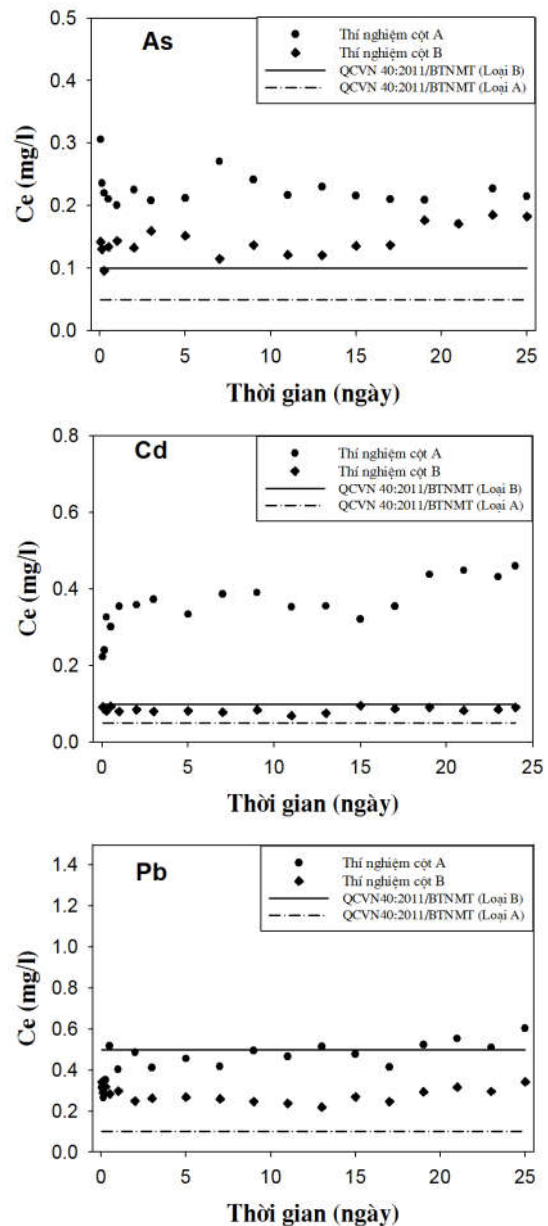 As
Thí nghiệm cột A
Thí nghiệm cột B
QCVN 40:2011/BTNMT (Loại B)
QCVN 40:2011/BTNMT (Loại A)
Ce (mg/l)
0.5
0.4
0.3
0.2
0.1
0.0
0 5 10 15 20 25
Thời gian (ngày)
Cd
Thí nghiệm cột A
Thí nghiệm cột B
QCVN 40:2011/BTNMT (Loại B)
QCVN 40:2011/BTNMT (Loại A)
Ce (mg/l)
0.8
0.6
0.4
0.2
0.0
0 5 10 15 20 25
Thời gian (ngày)
Pb
Thí nghiệm cột A
Thí nghiệm cột B
QCVN40:2011/BTNMT (Loại B)
QCVN40:2011/BTNMT (Loại A)
Ce (mg/l)
1.4
1.2
1.0
0.8
0.6
0.4
0.2
0.0
0 5 10 15 20 25
Thời gian (ngày)